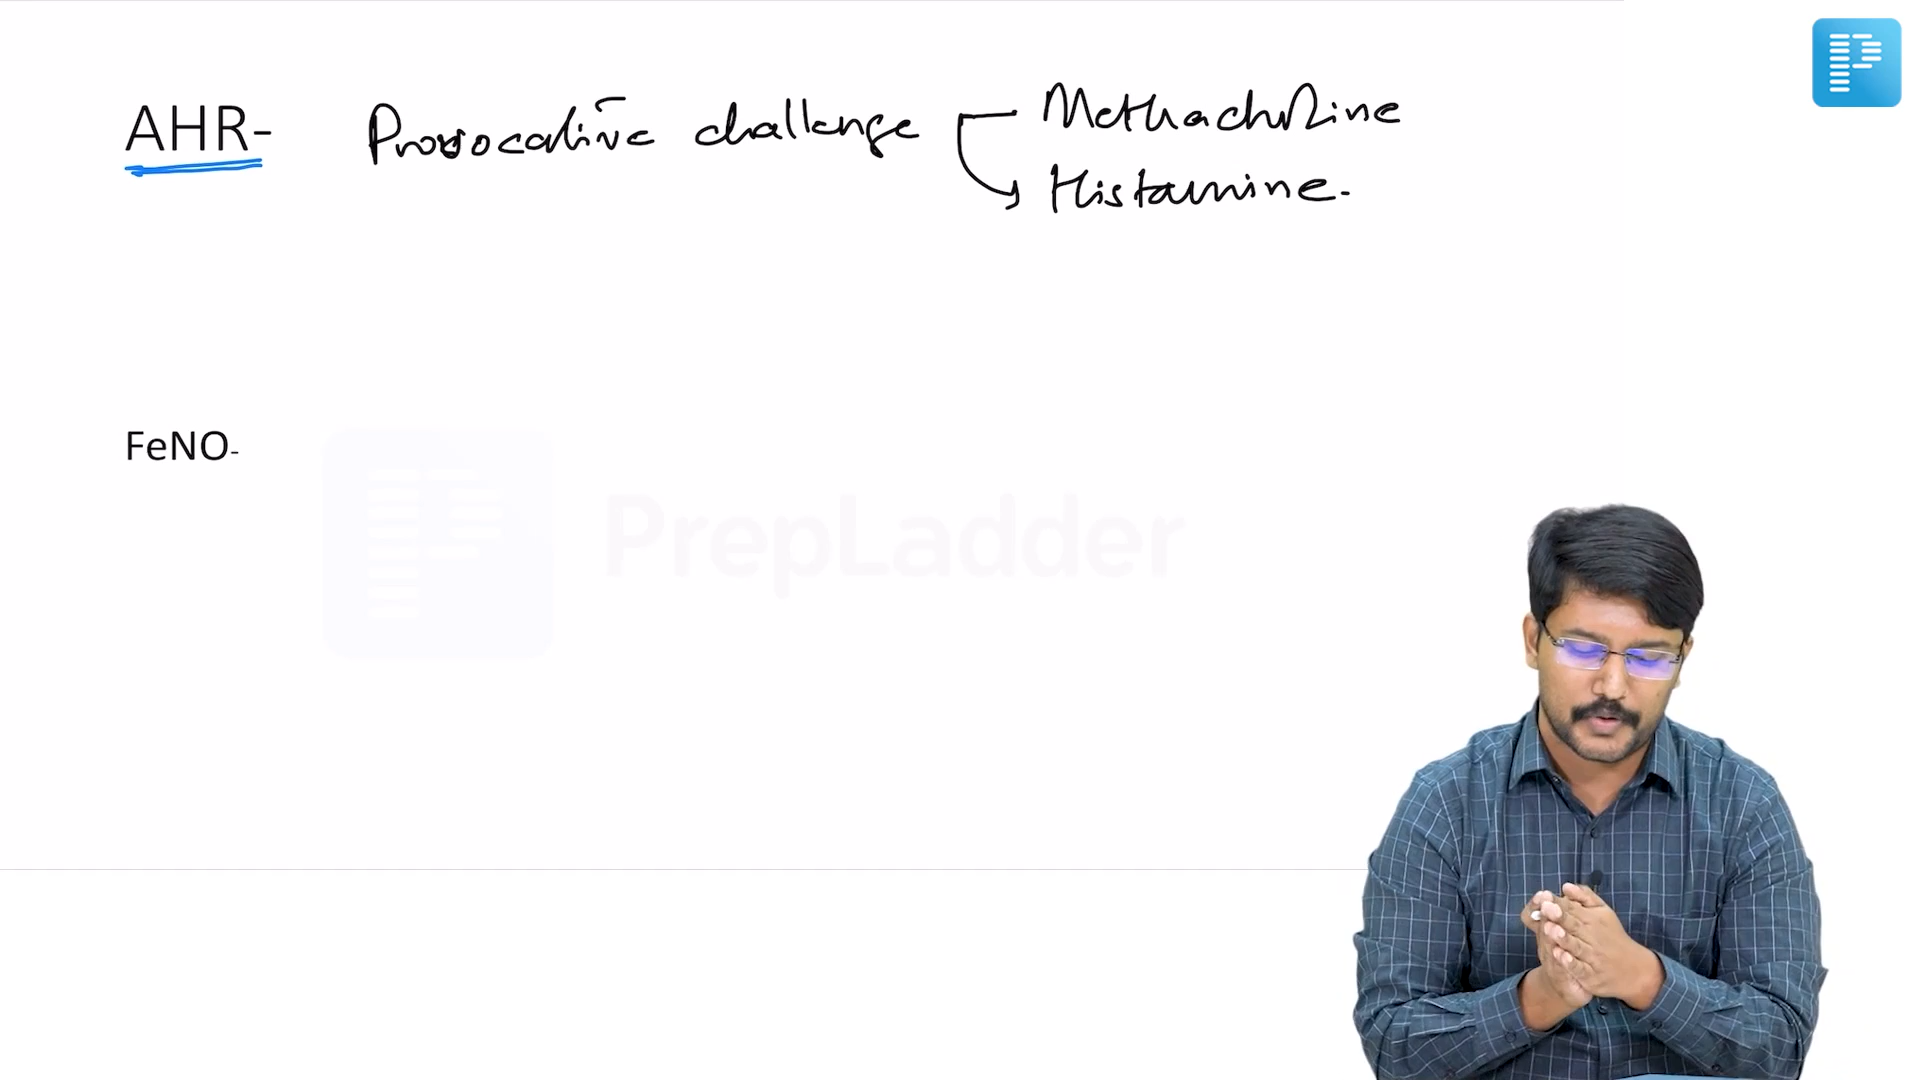 AHR- Provocative challenge Methacholine
Histamine.
FeNO-
PrepLadder